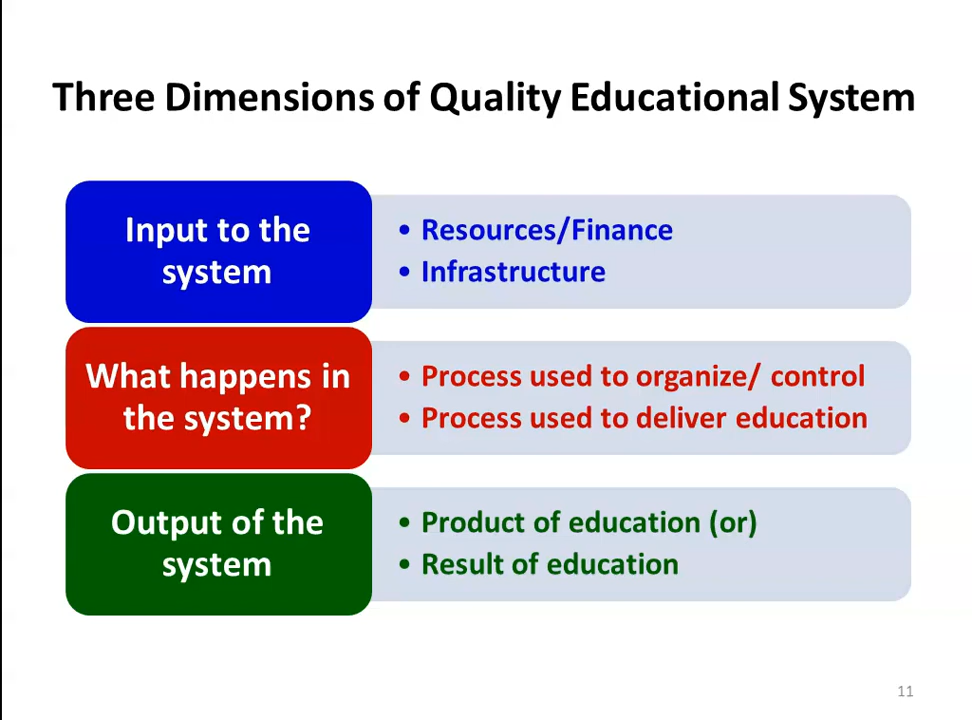 Three Dimensions of Quality Educational System
Input to the
system
• Resources/Finance
• Infrastructure
What happens in
the system?
• Process used to organize/ control
• Process used to deliver education
Output of the
system
• Product of education (or)
• Result of education
11